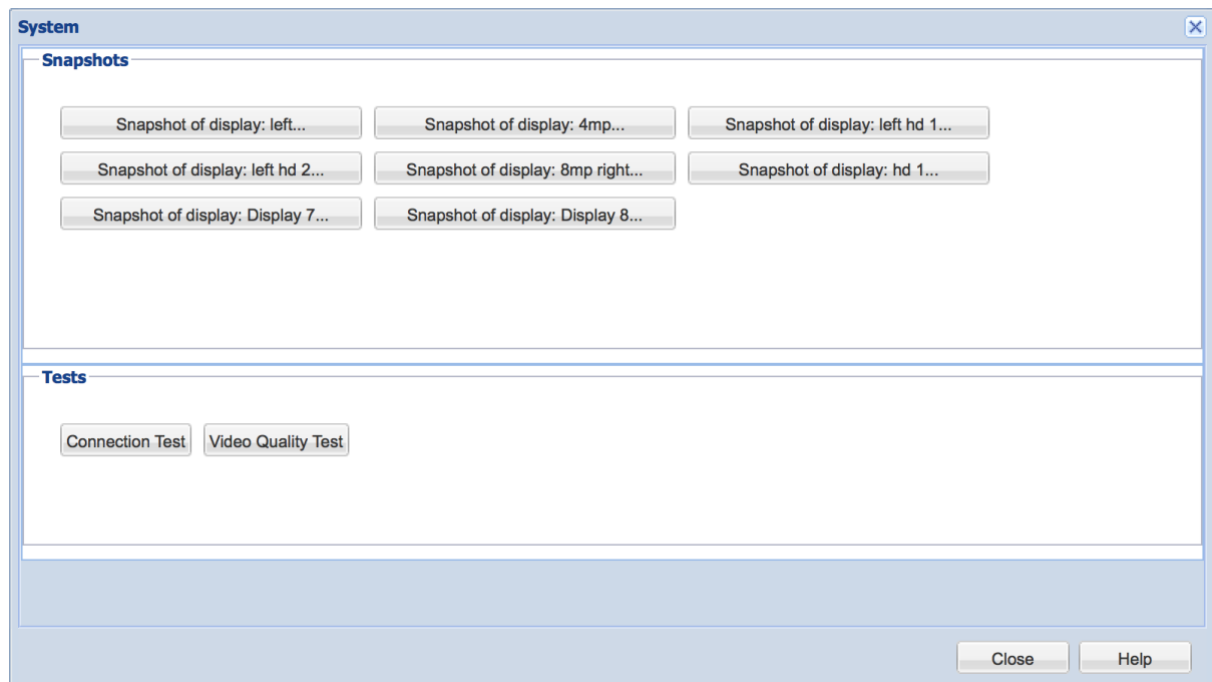 System
Snapshots
Snapshot of display: left...
Snapshot of display: 4mp...
Snapshot of display: left hd 1...
Snapshot of display: left hd 2...
Snapshot of display: 8mp right...
Snapshot of display: hd 1...
Snapshot of display: Display 7...
Snapshot of display: Display 8...
Tests
Connection Test
Video Quality Test
Close
Help